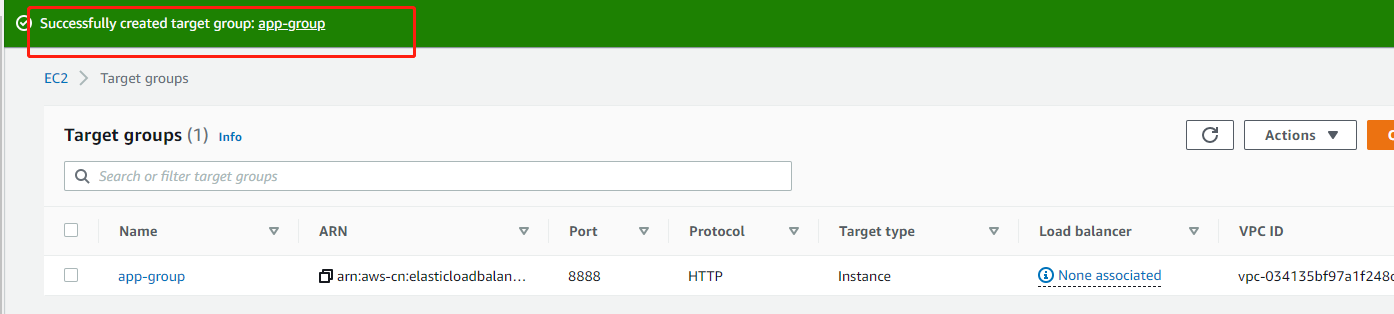 Successfully created target group: app-group
EC2 > Target groups
Target groups (1) Info
Actions
Search or filter target groups
Name ARN Port Protocol Target type Load balancer VPC ID
app-group arn:aws-cn:elasticloadbalan... 8888 HTTP Instance None associated vpc-034135bf97a1f248